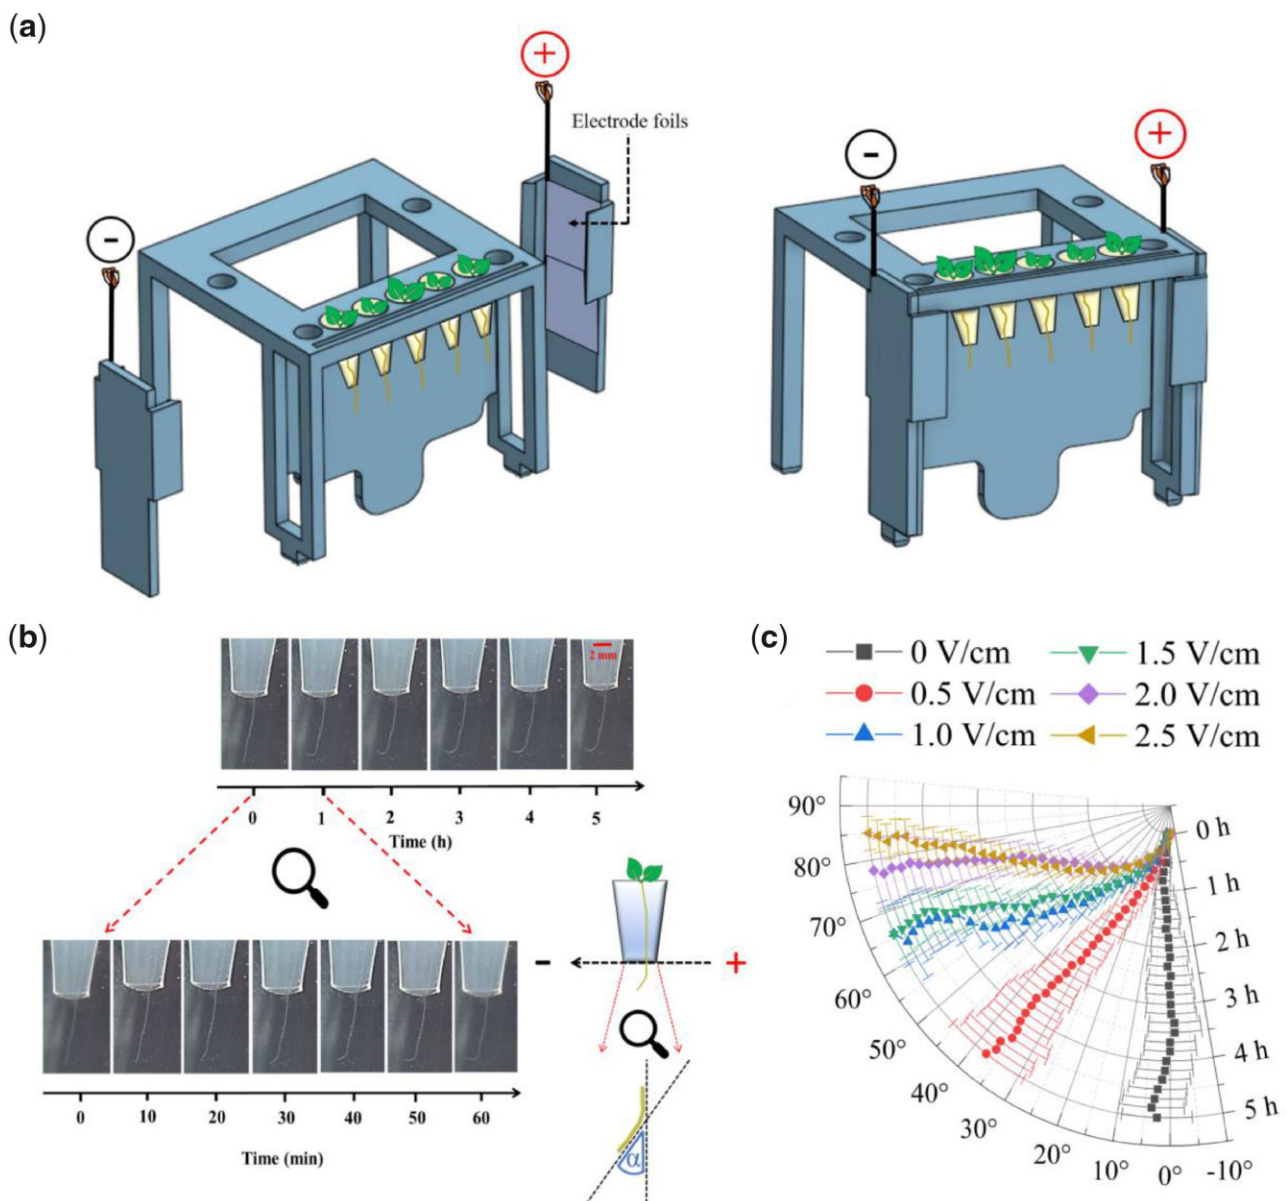 (a)
+
Electrode foils
+
-
-
(b)
2 mm
0 1 2 3 4 5
Time (h)
- +
0 10 20 30 40 50 60
Time (min)
α
(c)
0 V/cm 1.5 V/cm
0.5 V/cm 2.0 V/cm
1.0 V/cm 2.5 V/cm
90°
80°
70°
60°
50°
40°
30°
20°
10°
0°
-10°
0 h
1 h
2 h
3 h
4 h
5 h